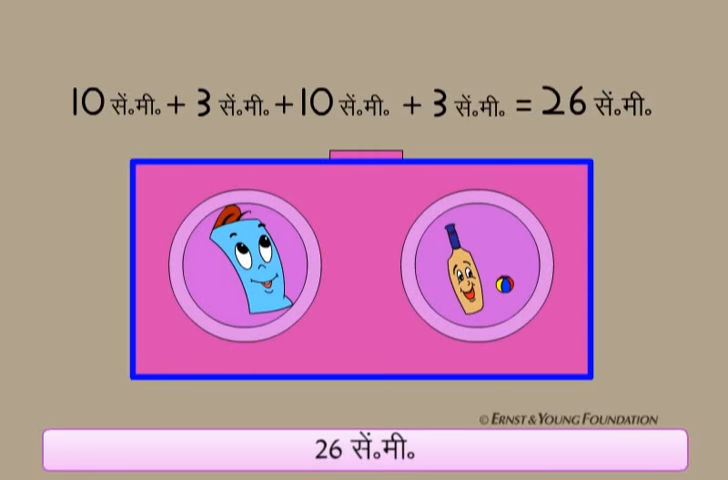 10 सें॰मी॰ + 3 सें॰मी॰ + 10 सें॰मी॰ + 3 सें॰मी॰ = 26 सें॰मी॰
© ERNST & YOUNG FOUNDATION
26 सें॰मी॰